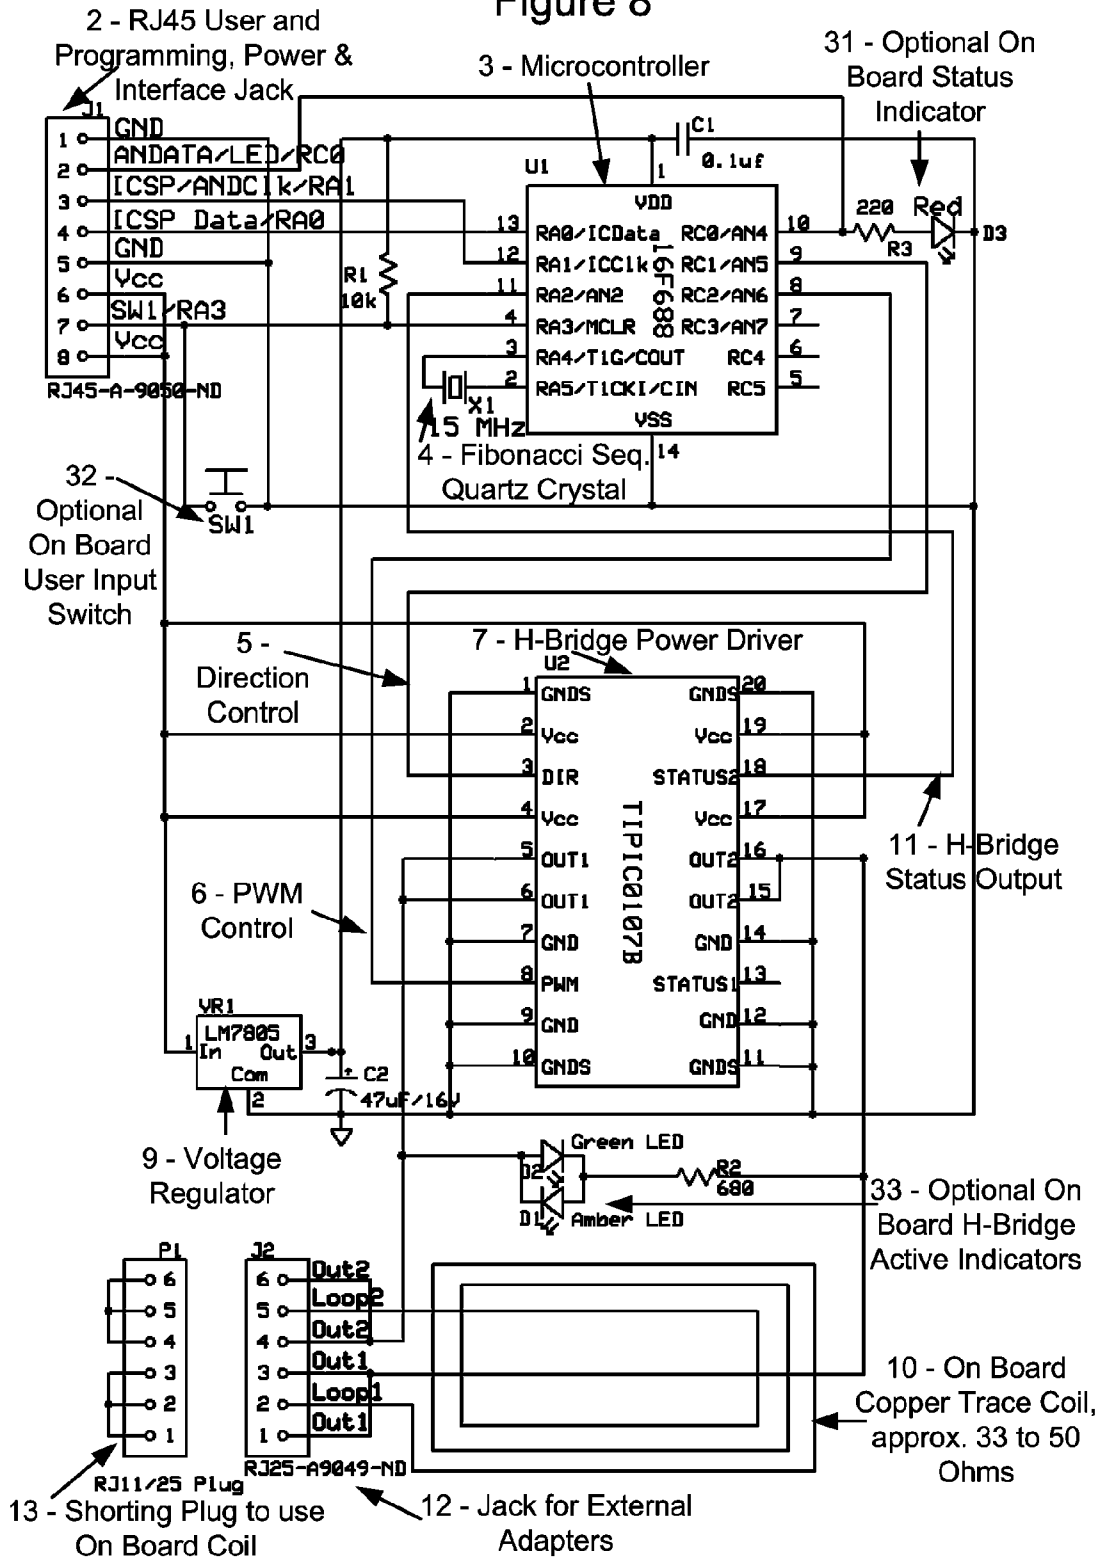 Figure 8
2 - RJ45 User and
Programming, Power &
Interface Jack
3 - Microcontroller
31 - Optional On
Board Status
Indicator
J1
1 GND
2 ANDATA/LED/RC0
3 ICSP/ANDClk/RA1
4 ICSP Data/RA0
5 GND
6 Vcc
7 SW1/RA3
8 Vcc
RJ45-A-9050-ND
R1
10k
C1
0.1uf
U1
1
VDD
13 RA0/ICData
12 RA1/ICClk
11 RA2/AN2
4 RA3/MCLR
3 RA4/T1G/COUT
2 RA5/T1CKI/CIN
16F688
RC0/AN4 10
RC1/AN5 9
RC2/AN6 8
RC3/AN7 7
RC4 6
RC5 5
VSS
14
220
R3
Red
D3
X1
15 MHz
4 - Fibonacci Seq.
Quartz Crystal
32 -
Optional
On Board
User Input
Switch
SW1
5 -
Direction
Control
7 - H-Bridge Power Driver
U2
1 GNDS
2 Vcc
3 DIR
4 Vcc
5 OUT1
6 OUT1
7 GND
8 PWM
9 GND
10 GNDS
TIPIC0107B
GNDS 20
Vcc 19
STATUS2 18
Vcc 17
OUT2 16
OUT2 15
GND 14
STATUS1 13
GND 12
GNDS 11
11 - H-Bridge
Status Output
6 - PWM
Control
VR1
LM7805
1 In Out 3
Com
2
C2
47uF/16V
9 - Voltage
Regulator
Green LED
D2
D1
Amber LED
R2
680
33 - Optional On
Board H-Bridge
Active Indicators
P1
6
5
4
3
2
1
RJ11/25 Plug
J2
6 Out2
5 Loop2
4 Out2
3 Out1
2 Loop1
1 Out1
RJ25-A9049-ND
10 - On Board
Copper Trace Coil,
approx. 33 to 50
Ohms
13 - Shorting Plug to use
On Board Coil
12 - Jack for External
Adapters